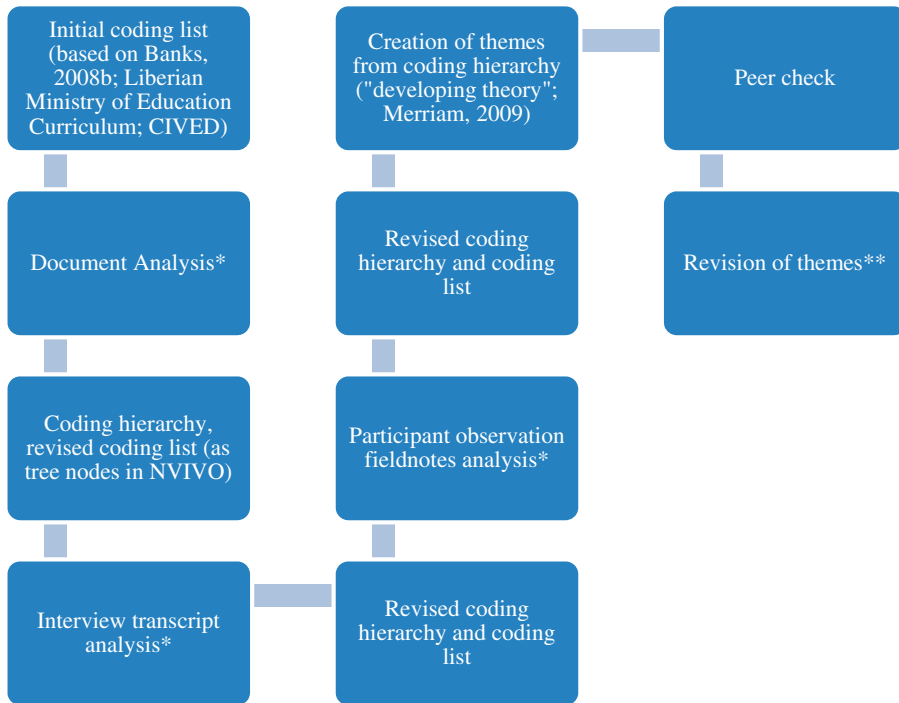 Initial coding list
(based on Banks,
2008b; Liberian
Ministry of Education
Curriculum; CIVED)
Document Analysis*
Coding hierarchy,
revised coding list (as
tree nodes in NVIVO)
Interview transcript
analysis*
Revised coding
hierarchy and coding
list
Participant observation
fieldnotes analysis*
Revised coding
hierarchy and coding
list
Creation of themes
from coding hierarchy
("developing theory";
Merriam, 2009)
Peer check
Revision of themes**